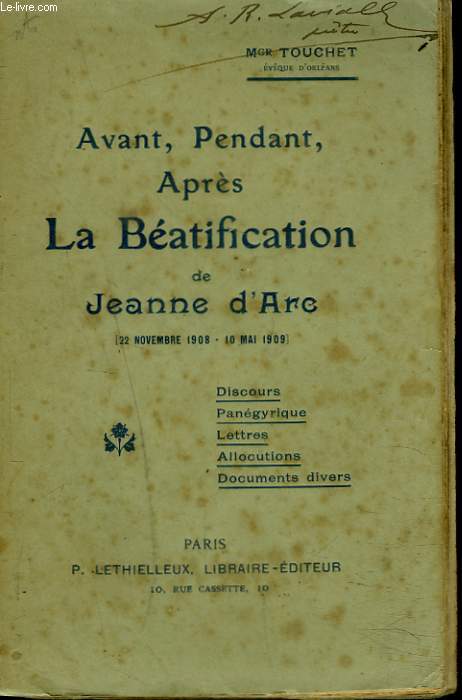 Le-livre.com
A. R.
prêtre
MGR TOUCHET
ÉVÊQUE D'ORLÉANS
Avant, Pendant,
Après
La Béatification
de
Jeanne d'Arc
[22 NOVEMBRE 1908 - 10 MAI 1909]
Discours
Panégyrique
Lettres
Allocutions
Documents divers
PARIS
P. LETHIELLEUX, LIBRAIRE-ÉDITEUR
10, RUE CASSETTE, 10